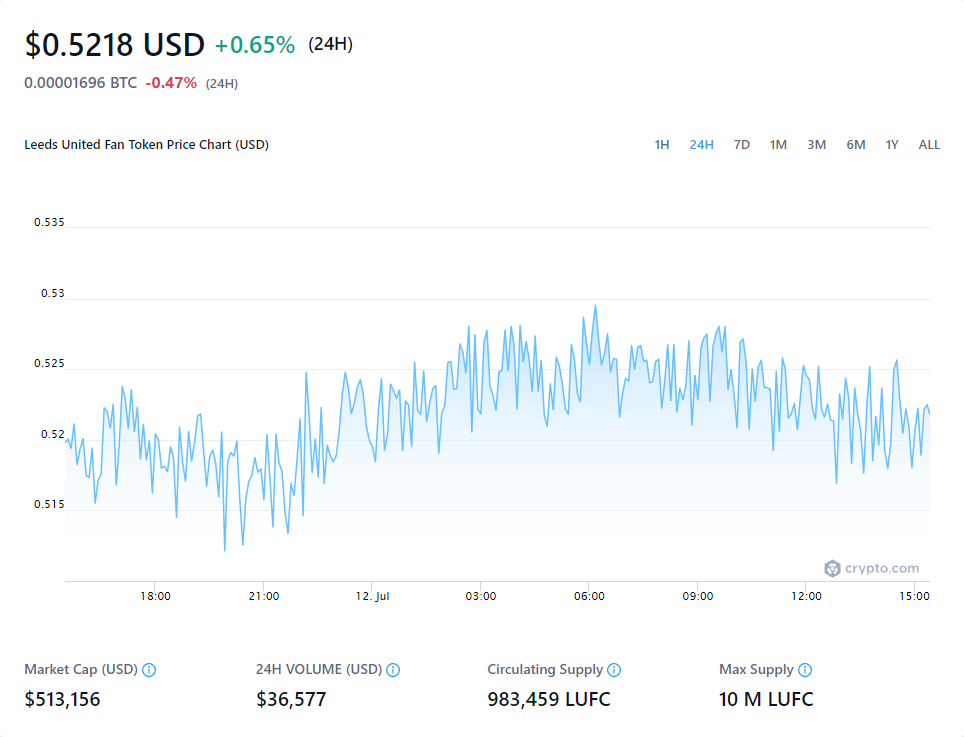 $0.5218 USD +0.65% (24H)
0.00001696 BTC -0.47% (24H)
Leeds United Fan Token Price Chart (USD) 1H 24H 7D 1M 3M 6M 1Y ALL
0.535
0.53
0.525
0.52
0.515
crypto.com
18:00 21:00 12. Jul 03:00 06:00 09:00 12:00 15:00
Market Cap (USD) 24H VOLUME (USD) Circulating Supply Max Supply
$513,156 $36,577 983,459 LUFC 10 M LUFC